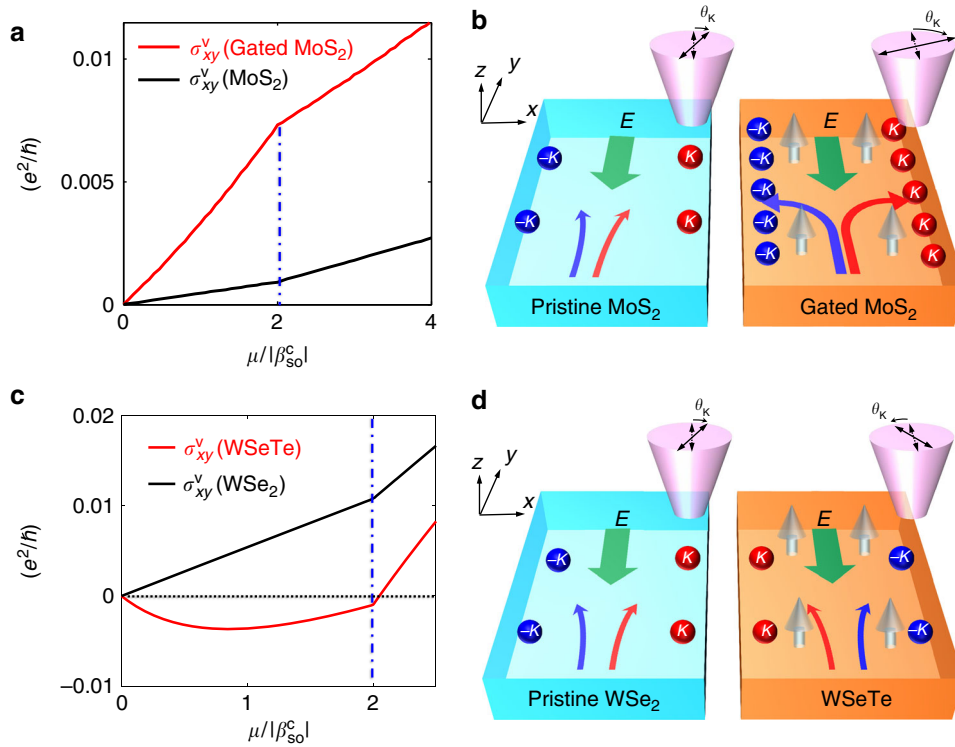 a
σ^v_xy (Gated MoS₂)
σ^v_xy (MoS₂)
(e²/ℏ)
0.01
0.005
0
0
2
4
μ/|β^c_so|
b
θ_K
θ_K
z
y
x
E
–K
–K
K
K
Pristine MoS₂
E
–K
–K
–K
–K
–K
K
K
K
K
K
Gated MoS₂
c
σ^v_xy (WSeTe)
σ^v_xy (WSe₂)
(e²/ℏ)
0.02
0.01
0
–0.01
0
1
2
μ/|β^c_so|
d
θ_K
θ_K
z
y
x
E
–K
K
–K
K
Pristine WSe₂
E
K
–K
K
–K
WSeTe